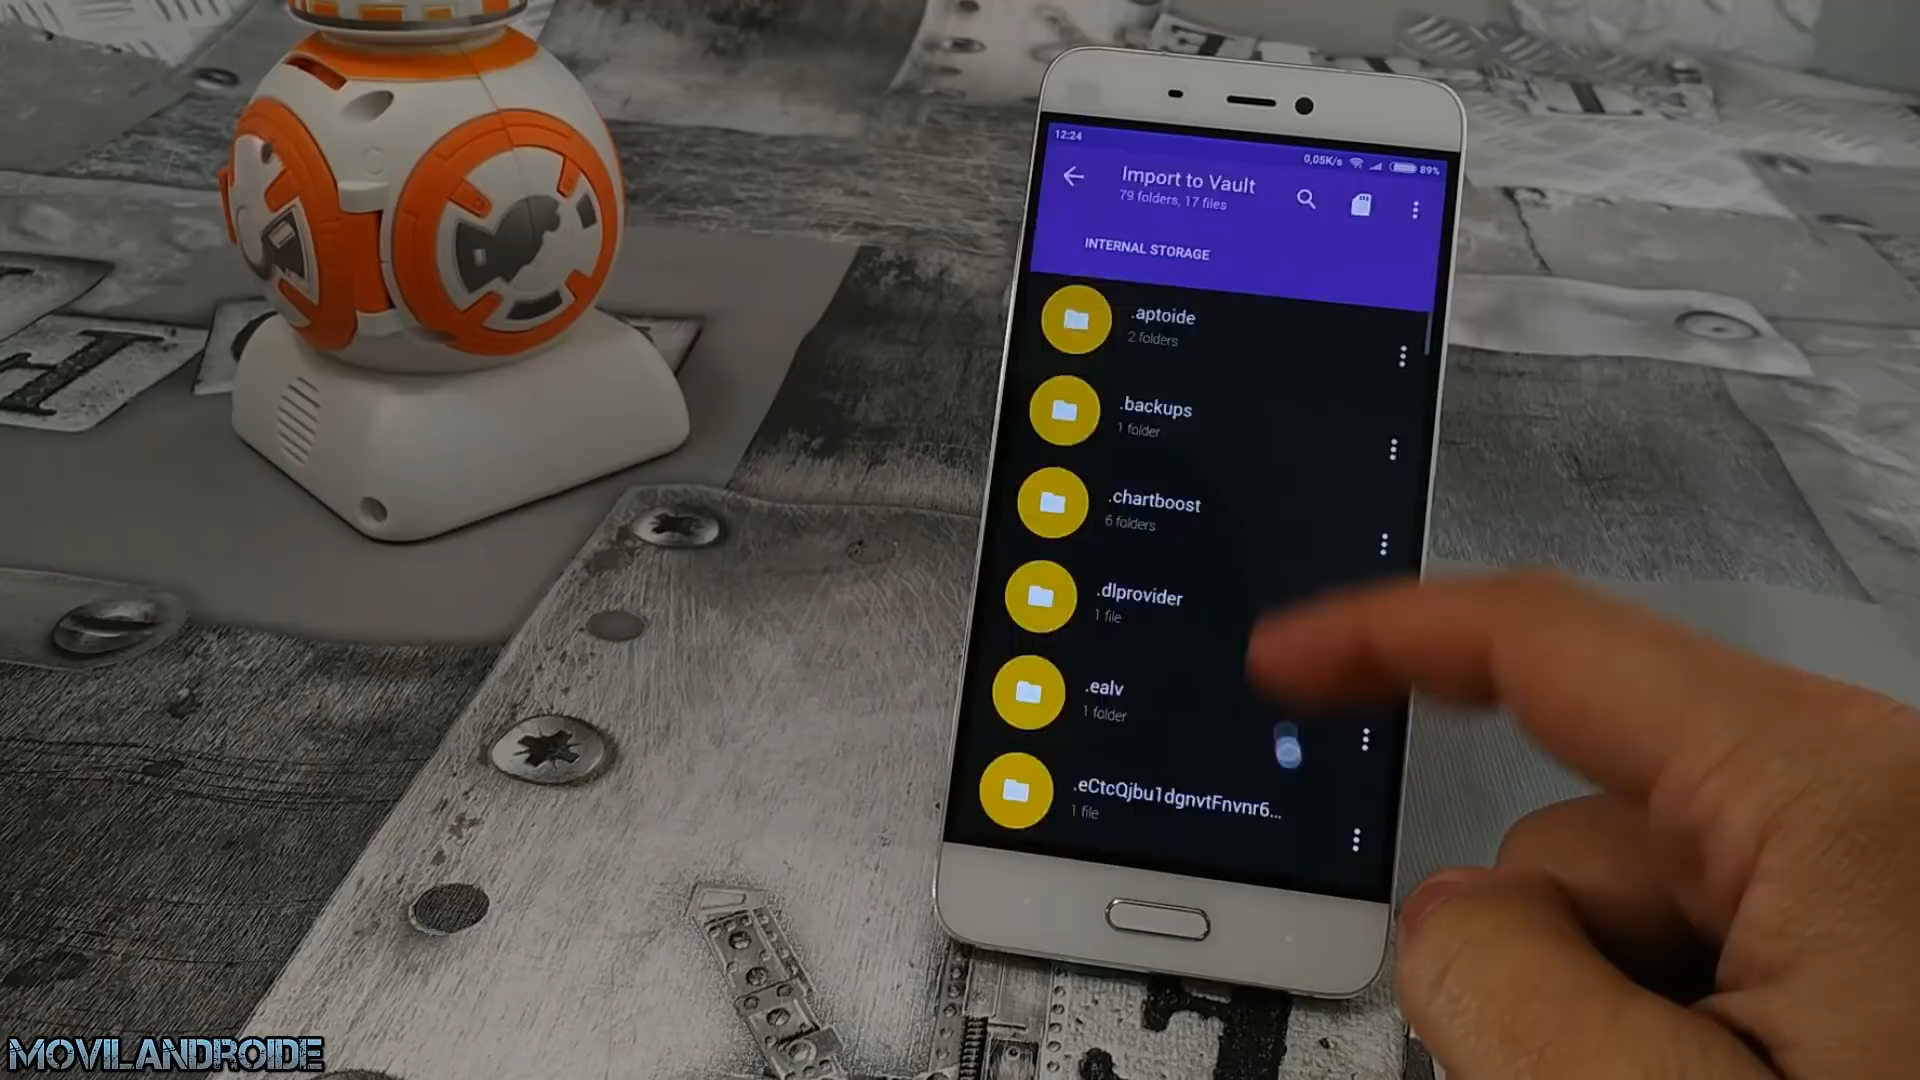 12:24
0,05K/s
89%
Import to Vault
79 folders, 17 files
INTERNAL STORAGE
.aptoide
2 folders
.backups
1 folder
.chartboost
6 folders
.dlprovider
1 file
.ealv
1 folder
.eCtcQjbu1dgnvtFnvnr6...
1 file
H
MOVILANDROIDE